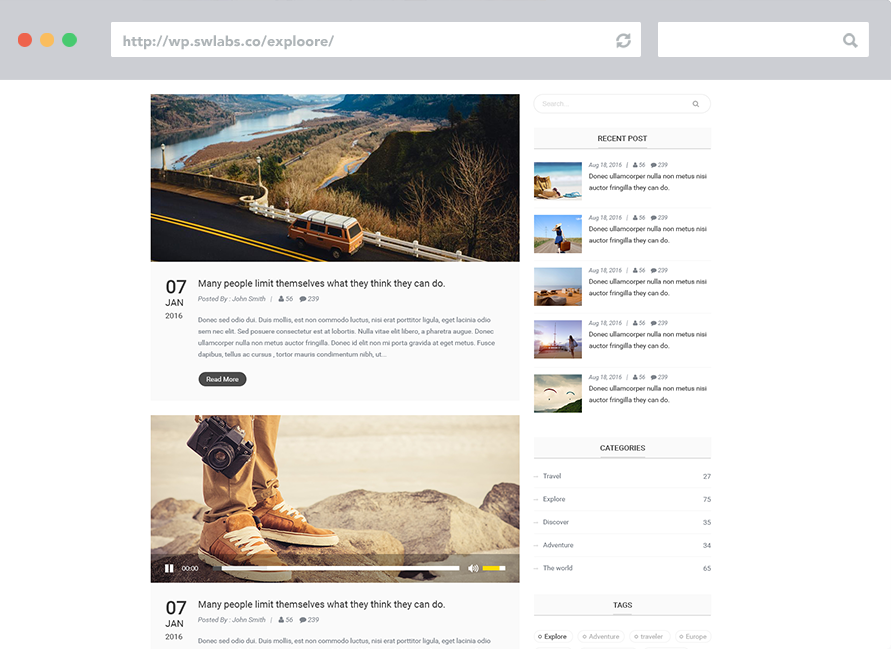 http://wp.swlabs.co/exploore/
Search...
07
JAN
2016
Many people limit themselves what they think they can do.
Posted By : John Smith | 56 239
Donec sed odio dui. Duis mollis, est non commodo luctus, nisi erat porttitor ligula, eget lacinia odio
sem nec elit. Sed posuere consectetur est at lobortis. Nulla vitae elit libero, a pharetra augue. Donec
ullamcorper nulla non metus auctor fringilla. Donec id elit non mi porta gravida at eget metus. Fusce
dapibus, tellus ac cursus , tortor mauris condimentum nibh, ut...
Read More
00:00
07
JAN
2016
Many people limit themselves what they think they can do.
Posted By : John Smith | 56 239
Donec sed odio dui. Duis mollis, est non commodo luctus, nisi erat porttitor ligula, eget lacinia odio
RECENT POST
Aug 18, 2016 | 56 239
Donec ullamcorper nulla non metus nisi
auctor fringilla they can do.
Aug 18, 2016 | 56 239
Donec ullamcorper nulla non metus nisi
auctor fringilla they can do.
Aug 18, 2016 | 56 239
Donec ullamcorper nulla non metus nisi
auctor fringilla they can do.
Aug 18, 2016 | 56 239
Donec ullamcorper nulla non metus nisi
auctor fringilla they can do.
Aug 18, 2016 | 56 239
Donec ullamcorper nulla non metus nisi
auctor fringilla they can do.
CATEGORIES
Travel 27
Explore 75
Discover 35
Adventure 34
The world 65
TAGS
Explore Adventure traveler Europe